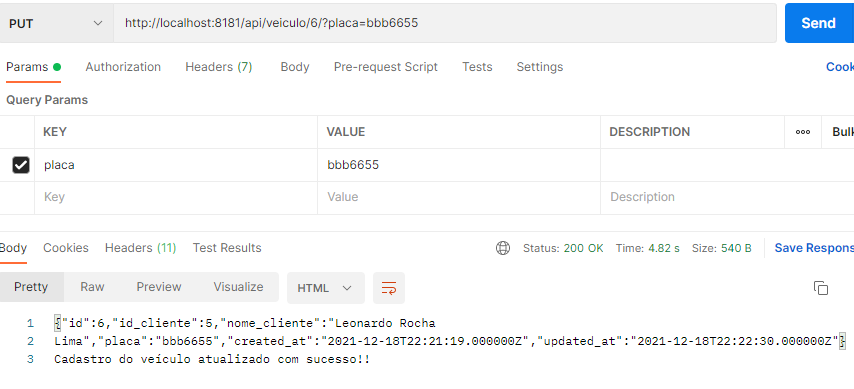 PUT
http://localhost:8181/api/veiculo/6/?placa=bbb6655
Send
Params
Authorization
Headers (7)
Body
Pre-request Script
Tests
Settings
Cook
Query Params
KEY VALUE DESCRIPTION ooo Bulk
placa bbb6655
Key Value Description
Body Cookies Headers (11) Test Results Status: 200 OK Time: 4.82 s Size: 540 B Save Respons
Pretty Raw Preview Visualize HTML
1 {"id":6,"id_cliente":5,"nome_cliente":"Leonardo Rocha
2 Lima","placa":"bbb6655","created_at":"2021-12-18T22:21:19.000000Z","updated_at":"2021-12-18T22:22:30.000000Z"}
3 Cadastro do veículo atualizado com sucesso!!